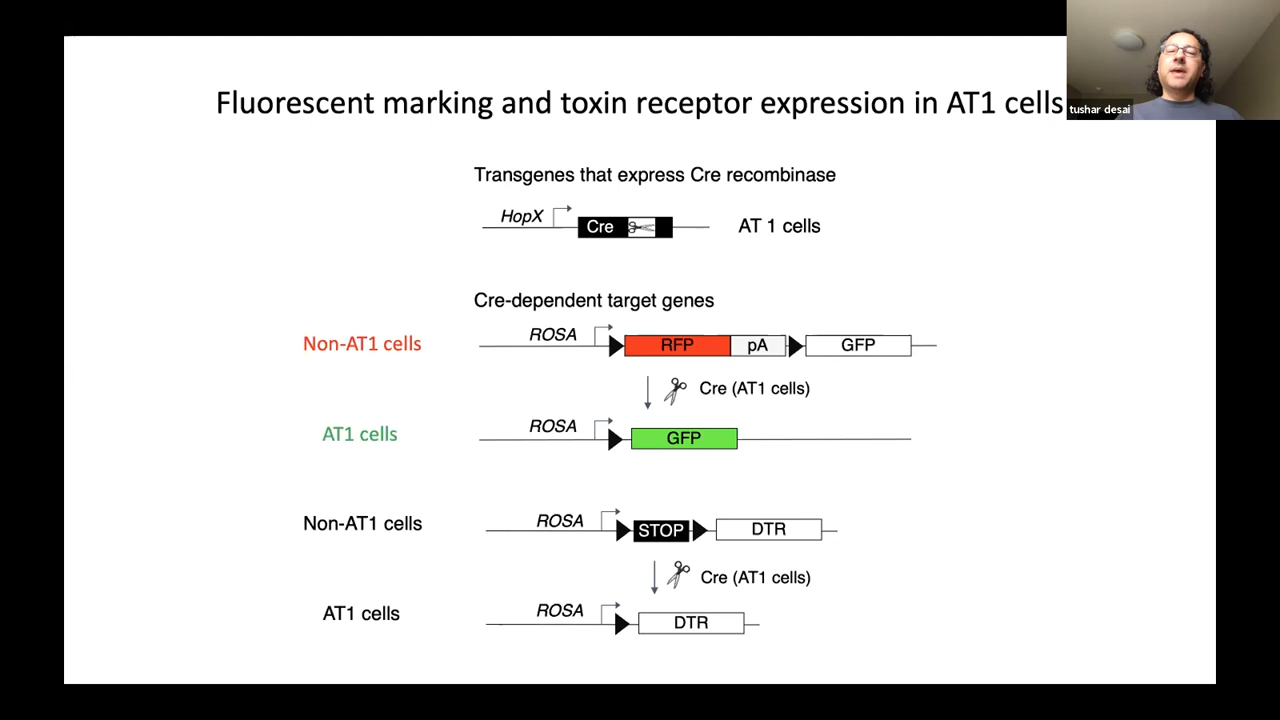 Fluorescent marking and toxin receptor expression in AT1 cells
tushar desai
Transgenes that express Cre recombinase
HopX
Cre
AT 1 cells
Cre-dependent target genes
Non-AT1 cells
ROSA
RFP
pA
GFP
Cre (AT1 cells)
AT1 cells
ROSA
GFP
Non-AT1 cells
ROSA
STOP
DTR
Cre (AT1 cells)
AT1 cells
ROSA
DTR